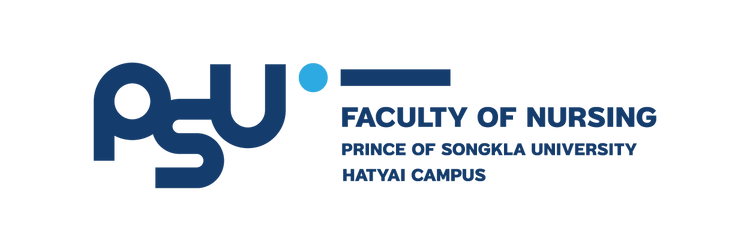 PSU
FACULTY OF NURSING
PRINCE OF SONGKLA UNIVERSITY
HATYAI CAMPUS